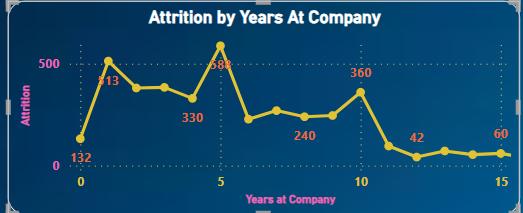 Attrition by Years At Company
500
0
Attrition
132
513
330
588
240
360
42
60
0 5 10 15
Years at Company